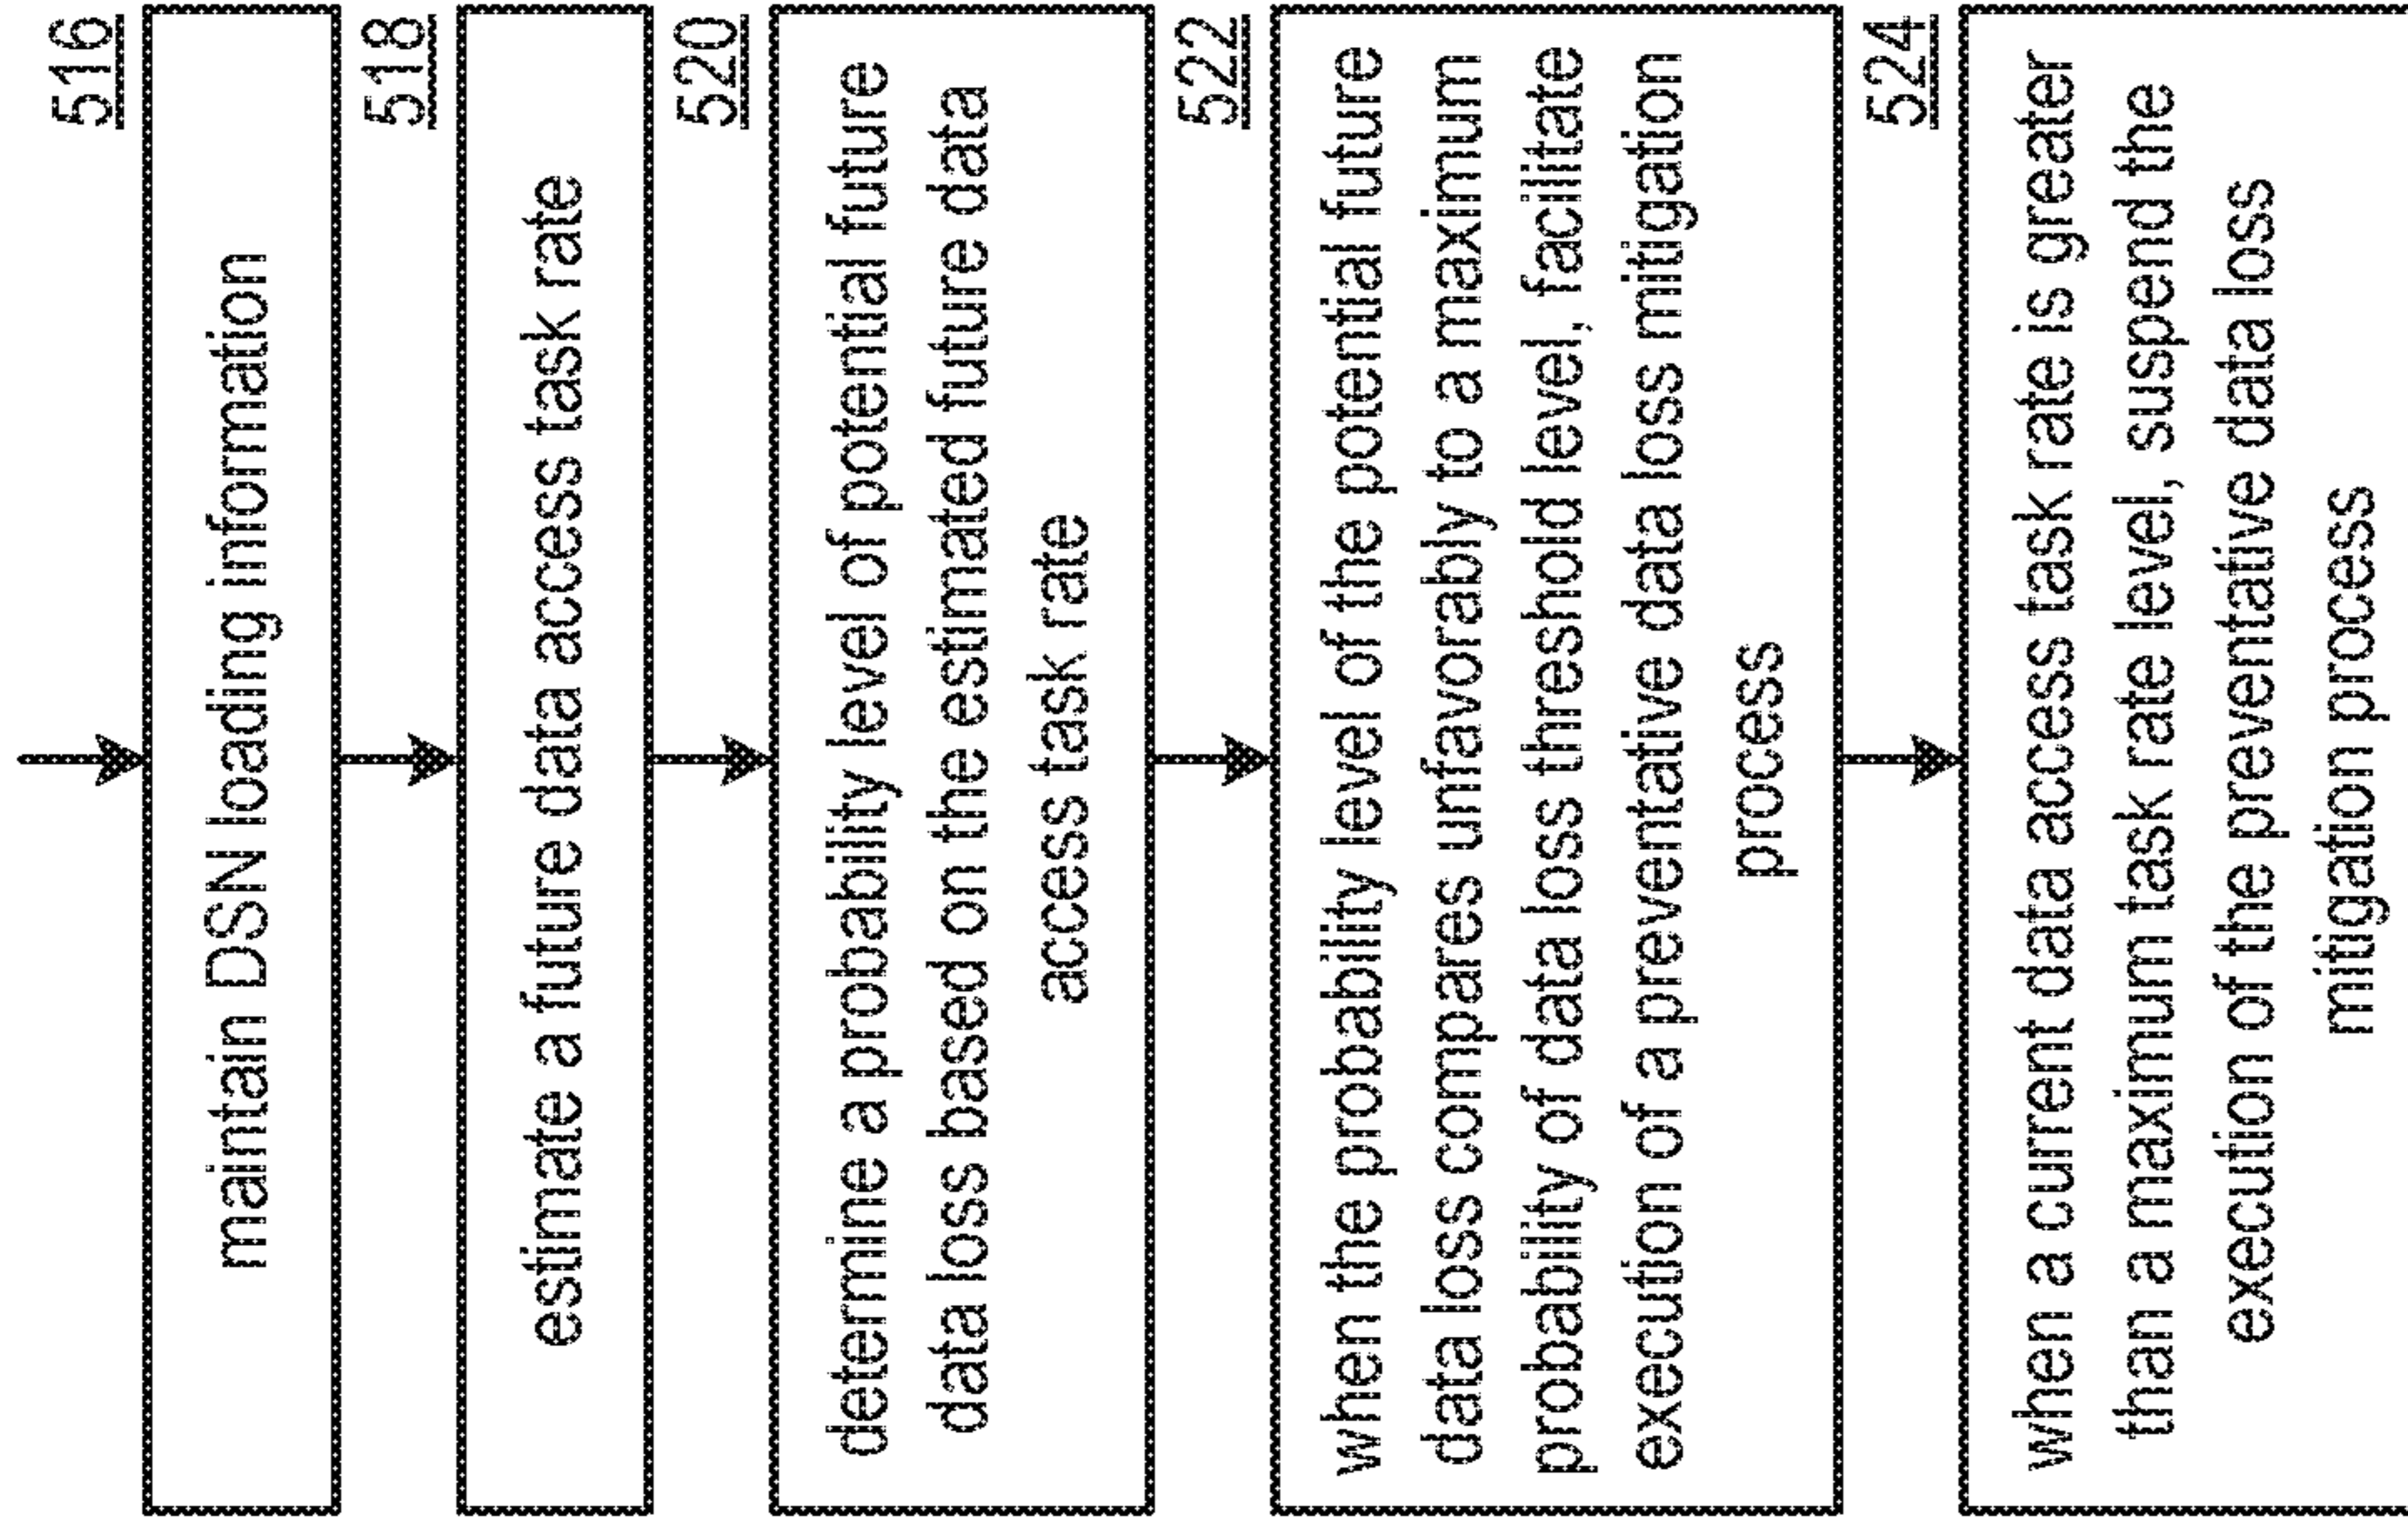 516
maintain DSN loading information
518
estimate a future data access task rate
520
determine a probability level of potential future
data loss based on the estimated future data
access task rate
522
when the probability level of the potential future
data loss compares unfavorably to a maximum
probability of data loss threshold level, facilitate
execution of a preventative data loss mitigation
process
524
when a current data access task rate is greater
than a maximum task rate level, suspend the
execution of the preventative data loss
mitigation process